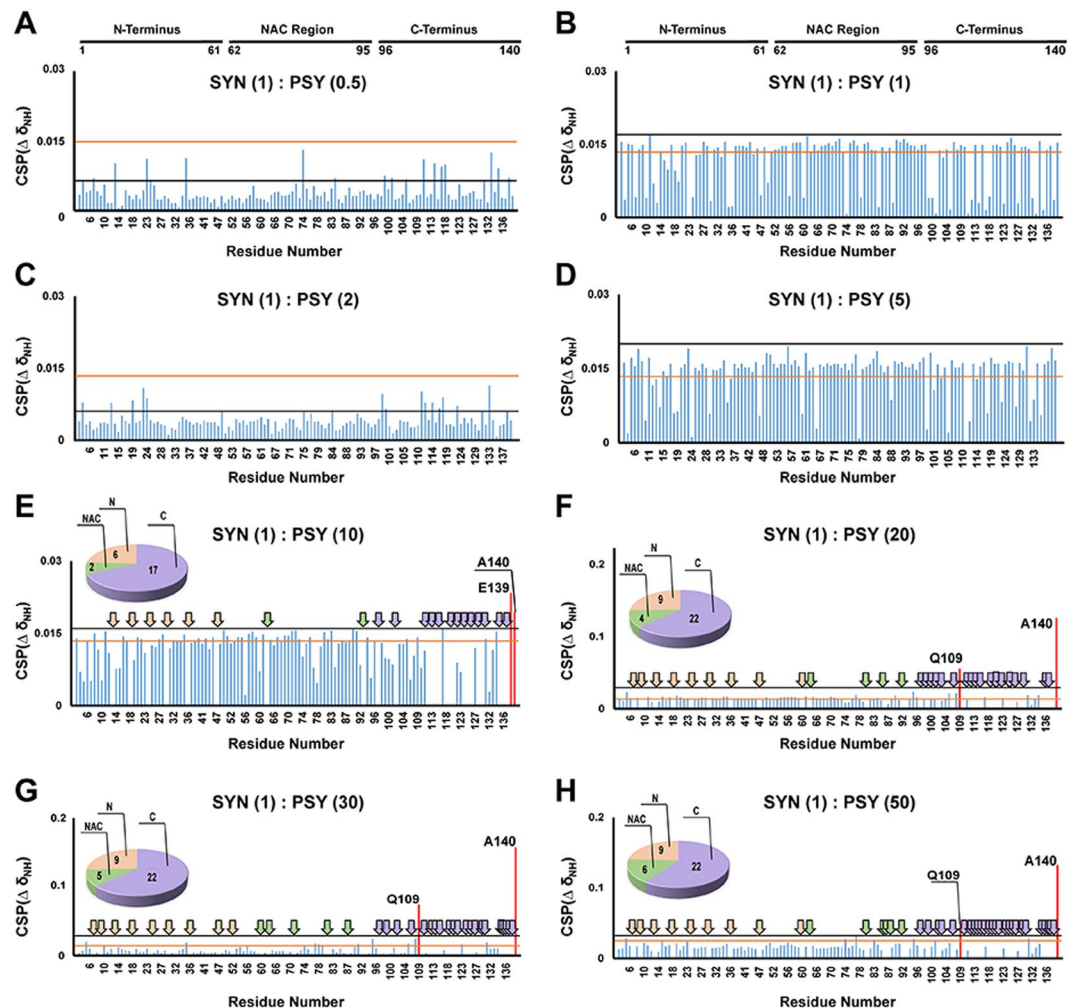 A
N-Terminus NAC Region C-Terminus
1 61 62 95 96 140
SYN (1) : PSY (0.5)
CSP(Δ δNH)
0.03
0.015
0
6 10 14 18 23 27 32 36 41 47 52 56 60 65 70 74 78 83 87 92 96 100 104 109 113 118 123 127 132 136
Residue Number
B
N-Terminus NAC Region C-Terminus
1 61 62 95 96 140
SYN (1) : PSY (1)
CSP(Δ δNH)
0.03
0.015
0
6 10 14 18 23 27 32 36 41 47 52 56 60 65 70 74 78 83 87 92 96 100 104 109 113 118 123 127 132 136
Residue Number
C
SYN (1) : PSY (2)
CSP(Δ δNH)
0.03
0.015
0
6 10 15 19 24 28 33 37 42 48 53 57 61 67 71 75 79 84 88 93 97 101 105 110 114 119 124 129 133 137
Residue Number
D
SYN (1) : PSY (5)
CSP(Δ δNH)
0.03
0.015
0
6 11 15 19 24 28 33 38 43 48 53 57 61 67 71 75 79 84 88 93 97 101 105 110 114 119 124 129 133
Residue Number
E
N
NAC
C
2 6 17
SYN (1) : PSY (10)
A140
E139
CSP(Δ δNH)
0.03
0.015
0
6 10 14 18 23 27 32 36 41 47 52 56 60 66 70 74 78 83 87 92 96 100 104 109 113 119 123 127 132 136
Residue Number
F
N
NAC
C
4 9 22
SYN (1) : PSY (20)
A140
Q109
CSP(Δ δNH)
0.2
0.1
0
6 10 14 18 23 27 32 36 41 47 52 56 60 66 70 74 78 83 87 92 96 100 104 109 113 118 123 127 132 136
Residue Number
G
N
NAC
C
5 9 22
SYN (1) : PSY (30)
A140
Q109
CSP(Δ δNH)
0.2
0.1
0
6 10 14 18 23 27 32 36 41 47 52 56 60 65 70 74 78 83 87 92 96 100 104 109 113 118 123 127 132 136
Residue Number
H
N
NAC
C
6 9 22
SYN (1) : PSY (50)
A140
Q109
CSP(Δ δNH)
0.2
0.1
0
6 10 14 18 23 27 32 36 41 47 52 56 60 65 70 74 78 83 87 92 96 100 104 109 113 118 123 127 132 136
Residue Number